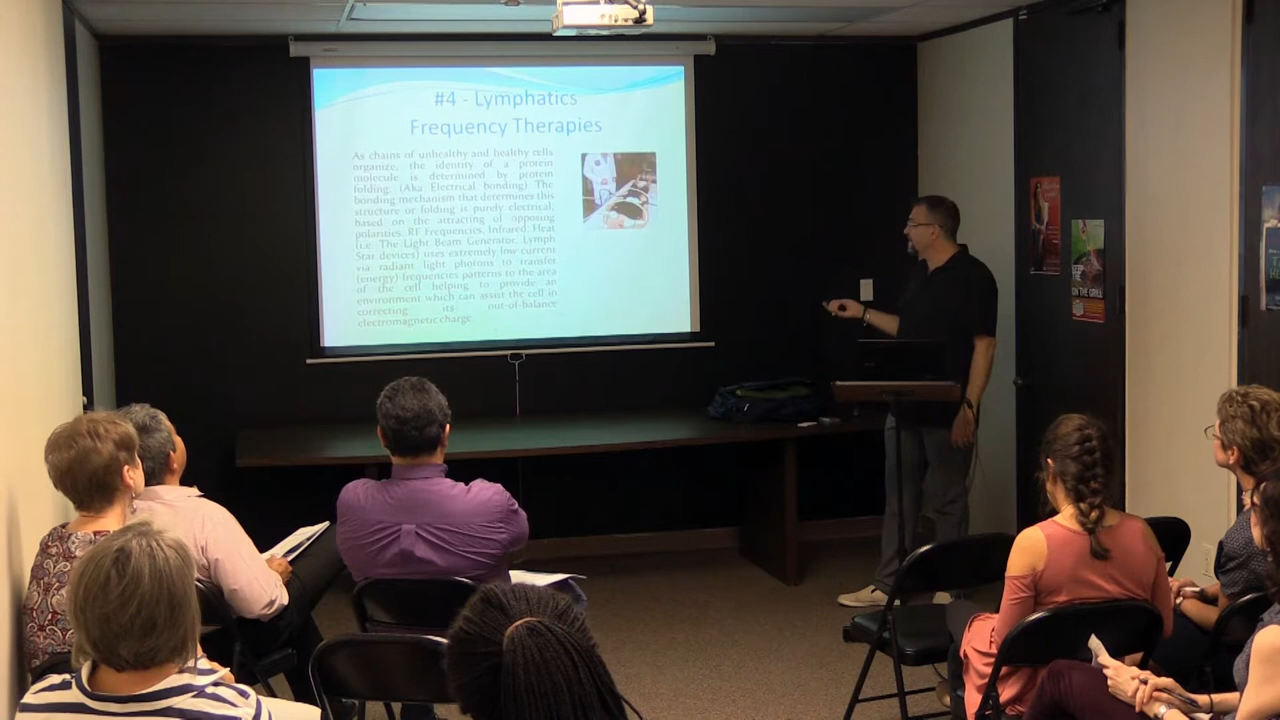 #4 - Lymphatics
Frequency Therapies
As chains of unhealthy and healthy cells
organize, the identity of a protein
molecule is determined by protein
folding. (Aka Electrical bonding) The
bonding mechanism that determines this
structure or folding is purely electrical,
based on the attracting of opposing
polarities. RF Frequencies, Infrared, Heat
(i.e. The Light Beam Generator, Lymph
Star devices) uses extremely low current
via radiant light photons to transfer
(energy) frequencies patterns to the area
of the cell helping to provide an
environment which can assist the cell in
correcting its out-of-balance
electromagnetic charge.
KEEP
ON THE GRILL